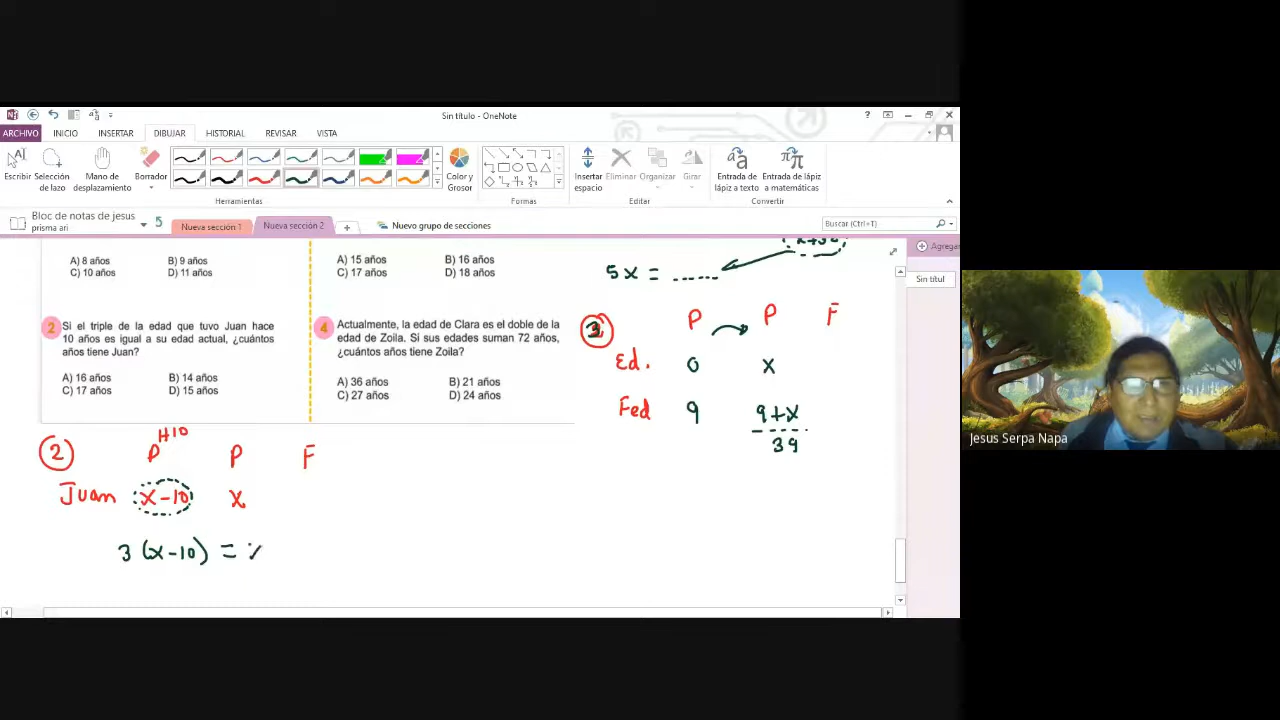 Sin título - OneNote
ARCHIVO INICIO INSERTAR DIBUJAR HISTORIAL REVISAR VISTA
Escribir Selección de lazo Mano de desplazamiento Borrador Color y Grosor Insertar espacio Eliminar Organizar Girar Entrada de lápiz a texto Entrada de lápiz a matemáticas
Herramientas Formas Editar Convertir
Bloc de notas de jesus
prisma ari
Nueva sección 1 Nueva sección 2 + Nuevo grupo de secciones
Buscar (Ctrl+T)
Agregar
Sin títul
A) 8 años B) 9 años
C) 10 años D) 11 años
A) 15 años B) 16 años
C) 17 años D) 18 años
5x = ......
2 Si el triple de la edad que tuvo Juan hace
10 años es igual a su edad actual, ¿cuántos
años tiene Juan?
A) 16 años B) 14 años
C) 17 años D) 15 años
4 Actualmente, la edad de Clara es el doble de la
edad de Zoila. Si sus edades suman 72 años,
¿cuántos años tiene Zoila?
A) 36 años B) 21 años
C) 27 años D) 24 años
3 P P F
Ed. 0 x
Fed 9 9+x
39
H10
2 P P F
Juan x-10 x
3 (x-10) =
Jesus Serpa Napa